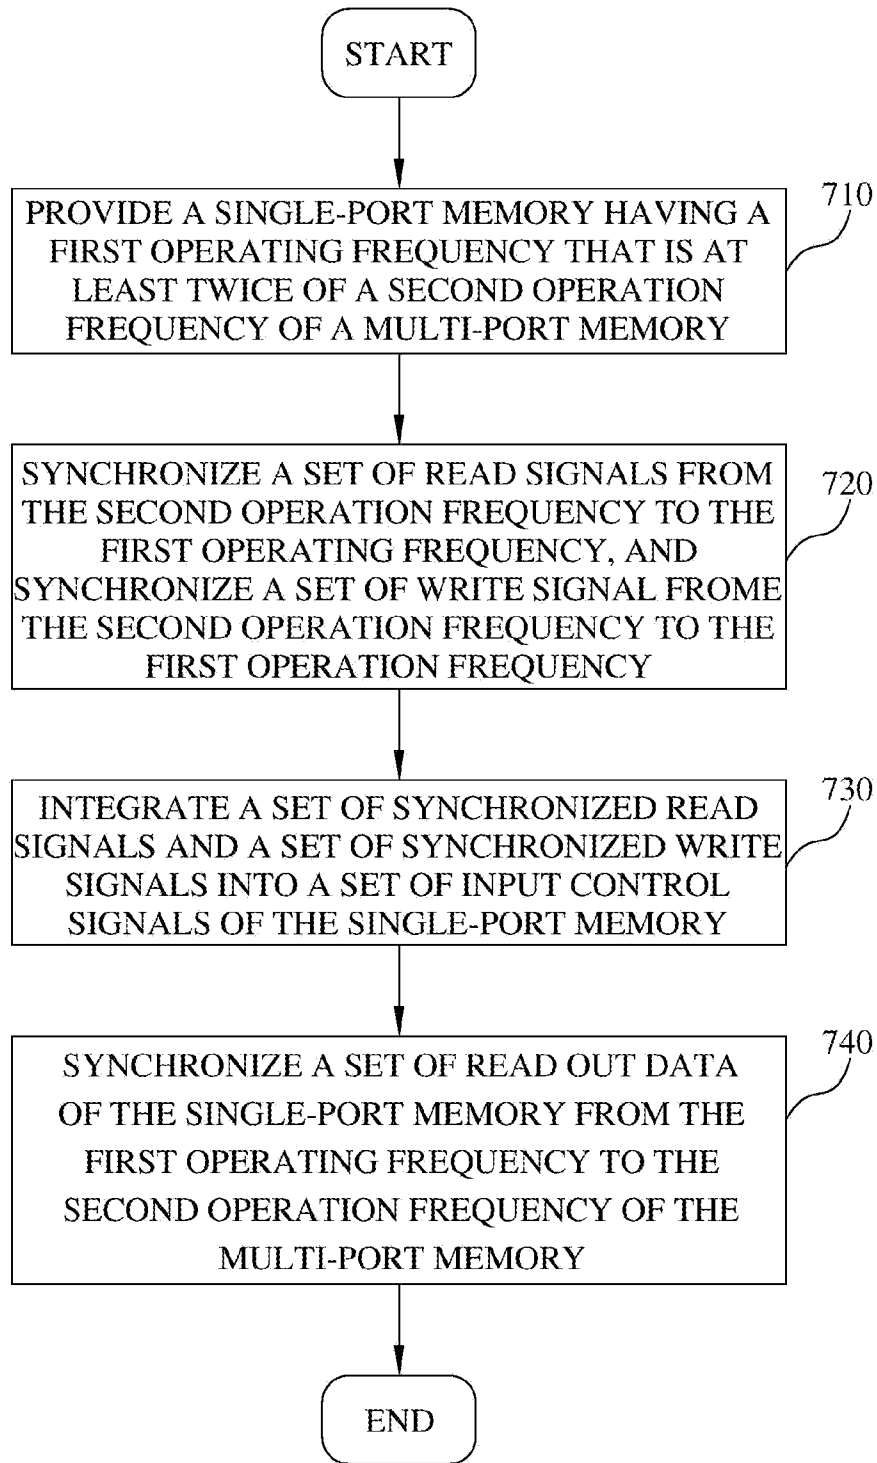 START
710
PROVIDE A SINGLE-PORT MEMORY HAVING A
FIRST OPERATING FREQUENCY THAT IS AT
LEAST TWICE OF A SECOND OPERATION
FREQUENCY OF A MULTI-PORT MEMORY
720
SYNCHRONIZE A SET OF READ SIGNALS FROM
THE SECOND OPERATION FREQUENCY TO THE
FIRST OPERATING FREQUENCY, AND
SYNCHRONIZE A SET OF WRITE SIGNAL FROME
THE SECOND OPERATION FREQUENCY TO THE
FIRST OPERATION FREQUENCY
730
INTEGRATE A SET OF SYNCHRONIZED READ
SIGNALS AND A SET OF SYNCHRONIZED WRITE
SIGNALS INTO A SET OF INPUT CONTROL
SIGNALS OF THE SINGLE-PORT MEMORY
740
SYNCHRONIZE A SET OF READ OUT DATA
OF THE SINGLE-PORT MEMORY FROM THE
FIRST OPERATING FREQUENCY TO THE
SECOND OPERATION FREQUENCY OF THE
MULTI-PORT MEMORY
END